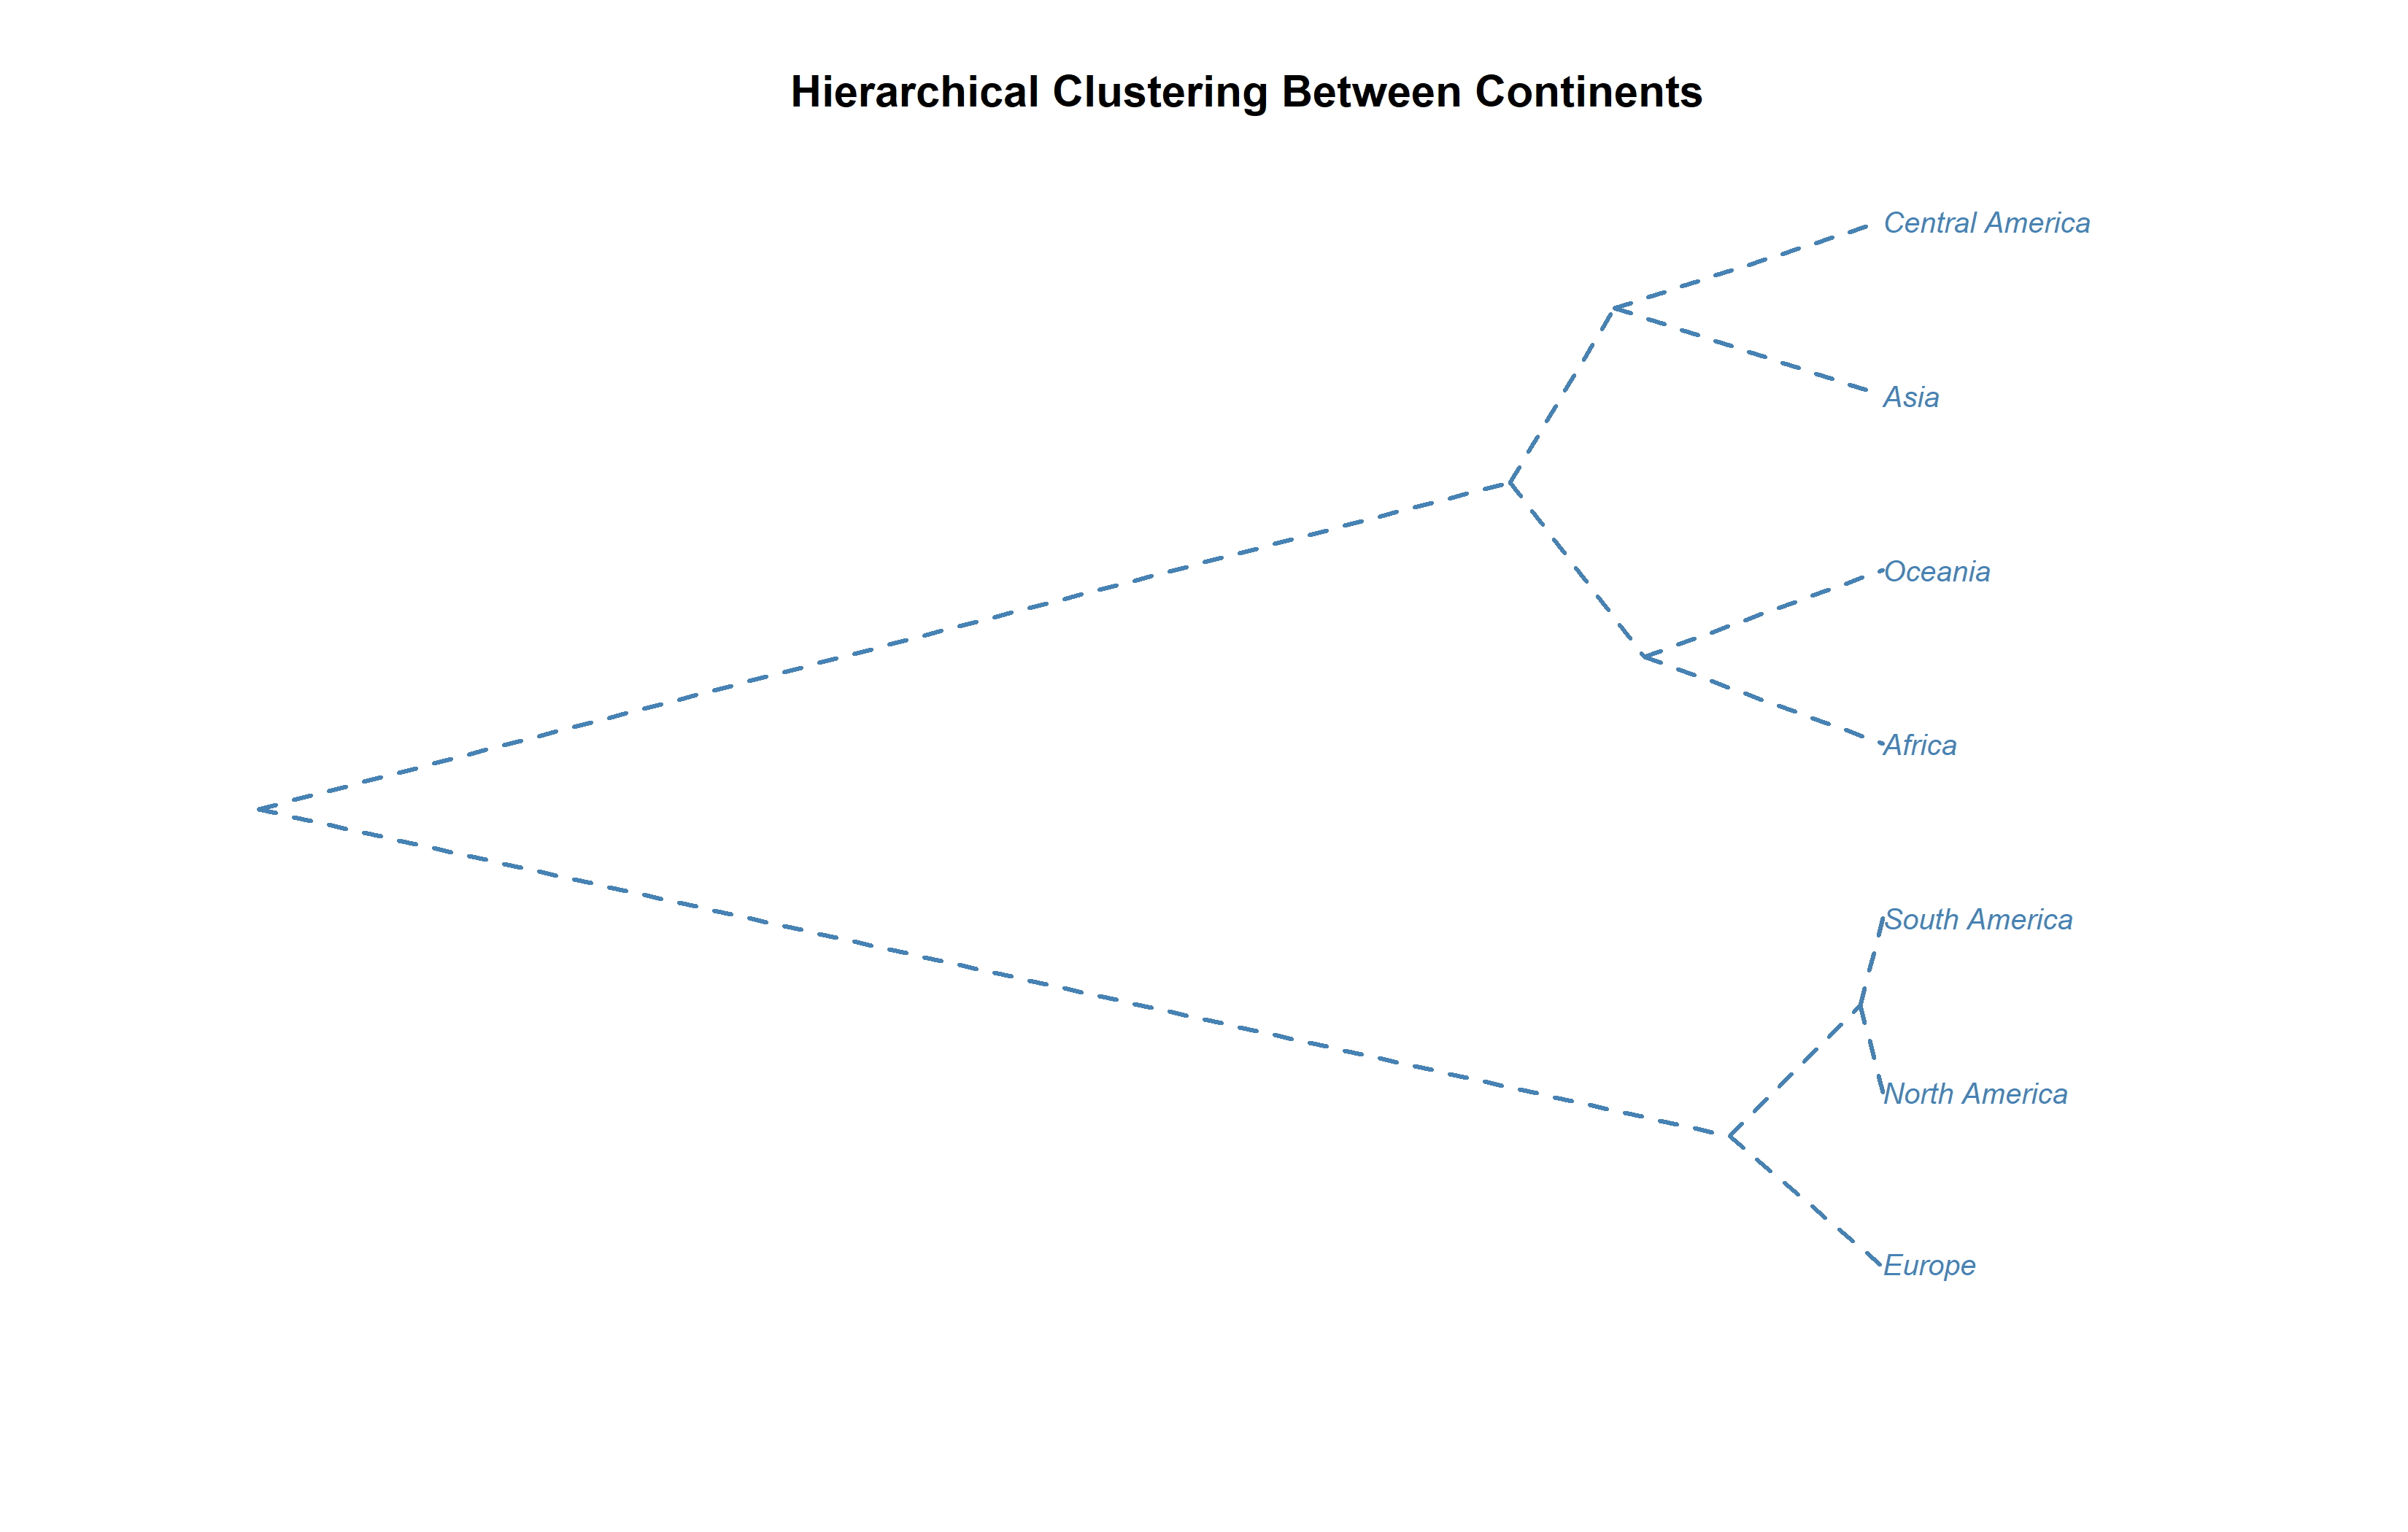 Hierarchical Clustering Between Continents
Central America
Asia
Oceania
Africa
South America
North America
Europe